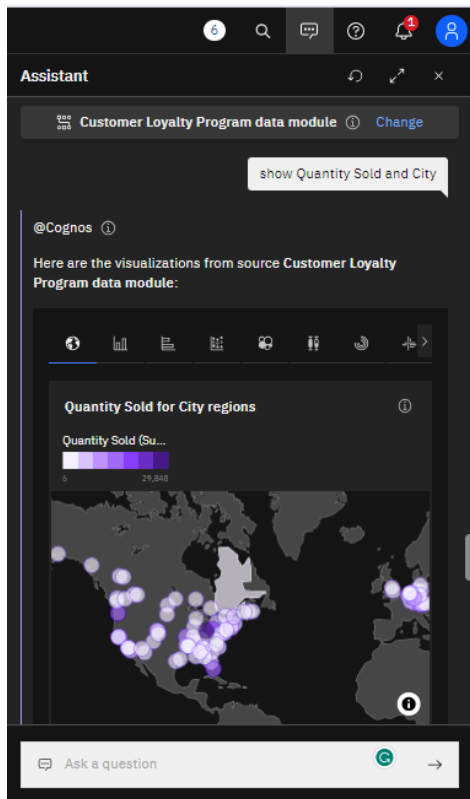 6
1
Assistant
Customer Loyalty Program data module Change
show Quantity Sold and City
@Cognos
Here are the visualizations from source Customer Loyalty
Program data module:
Quantity Sold for City regions
Quantity Sold (Su...
6 29,848
Ask a question